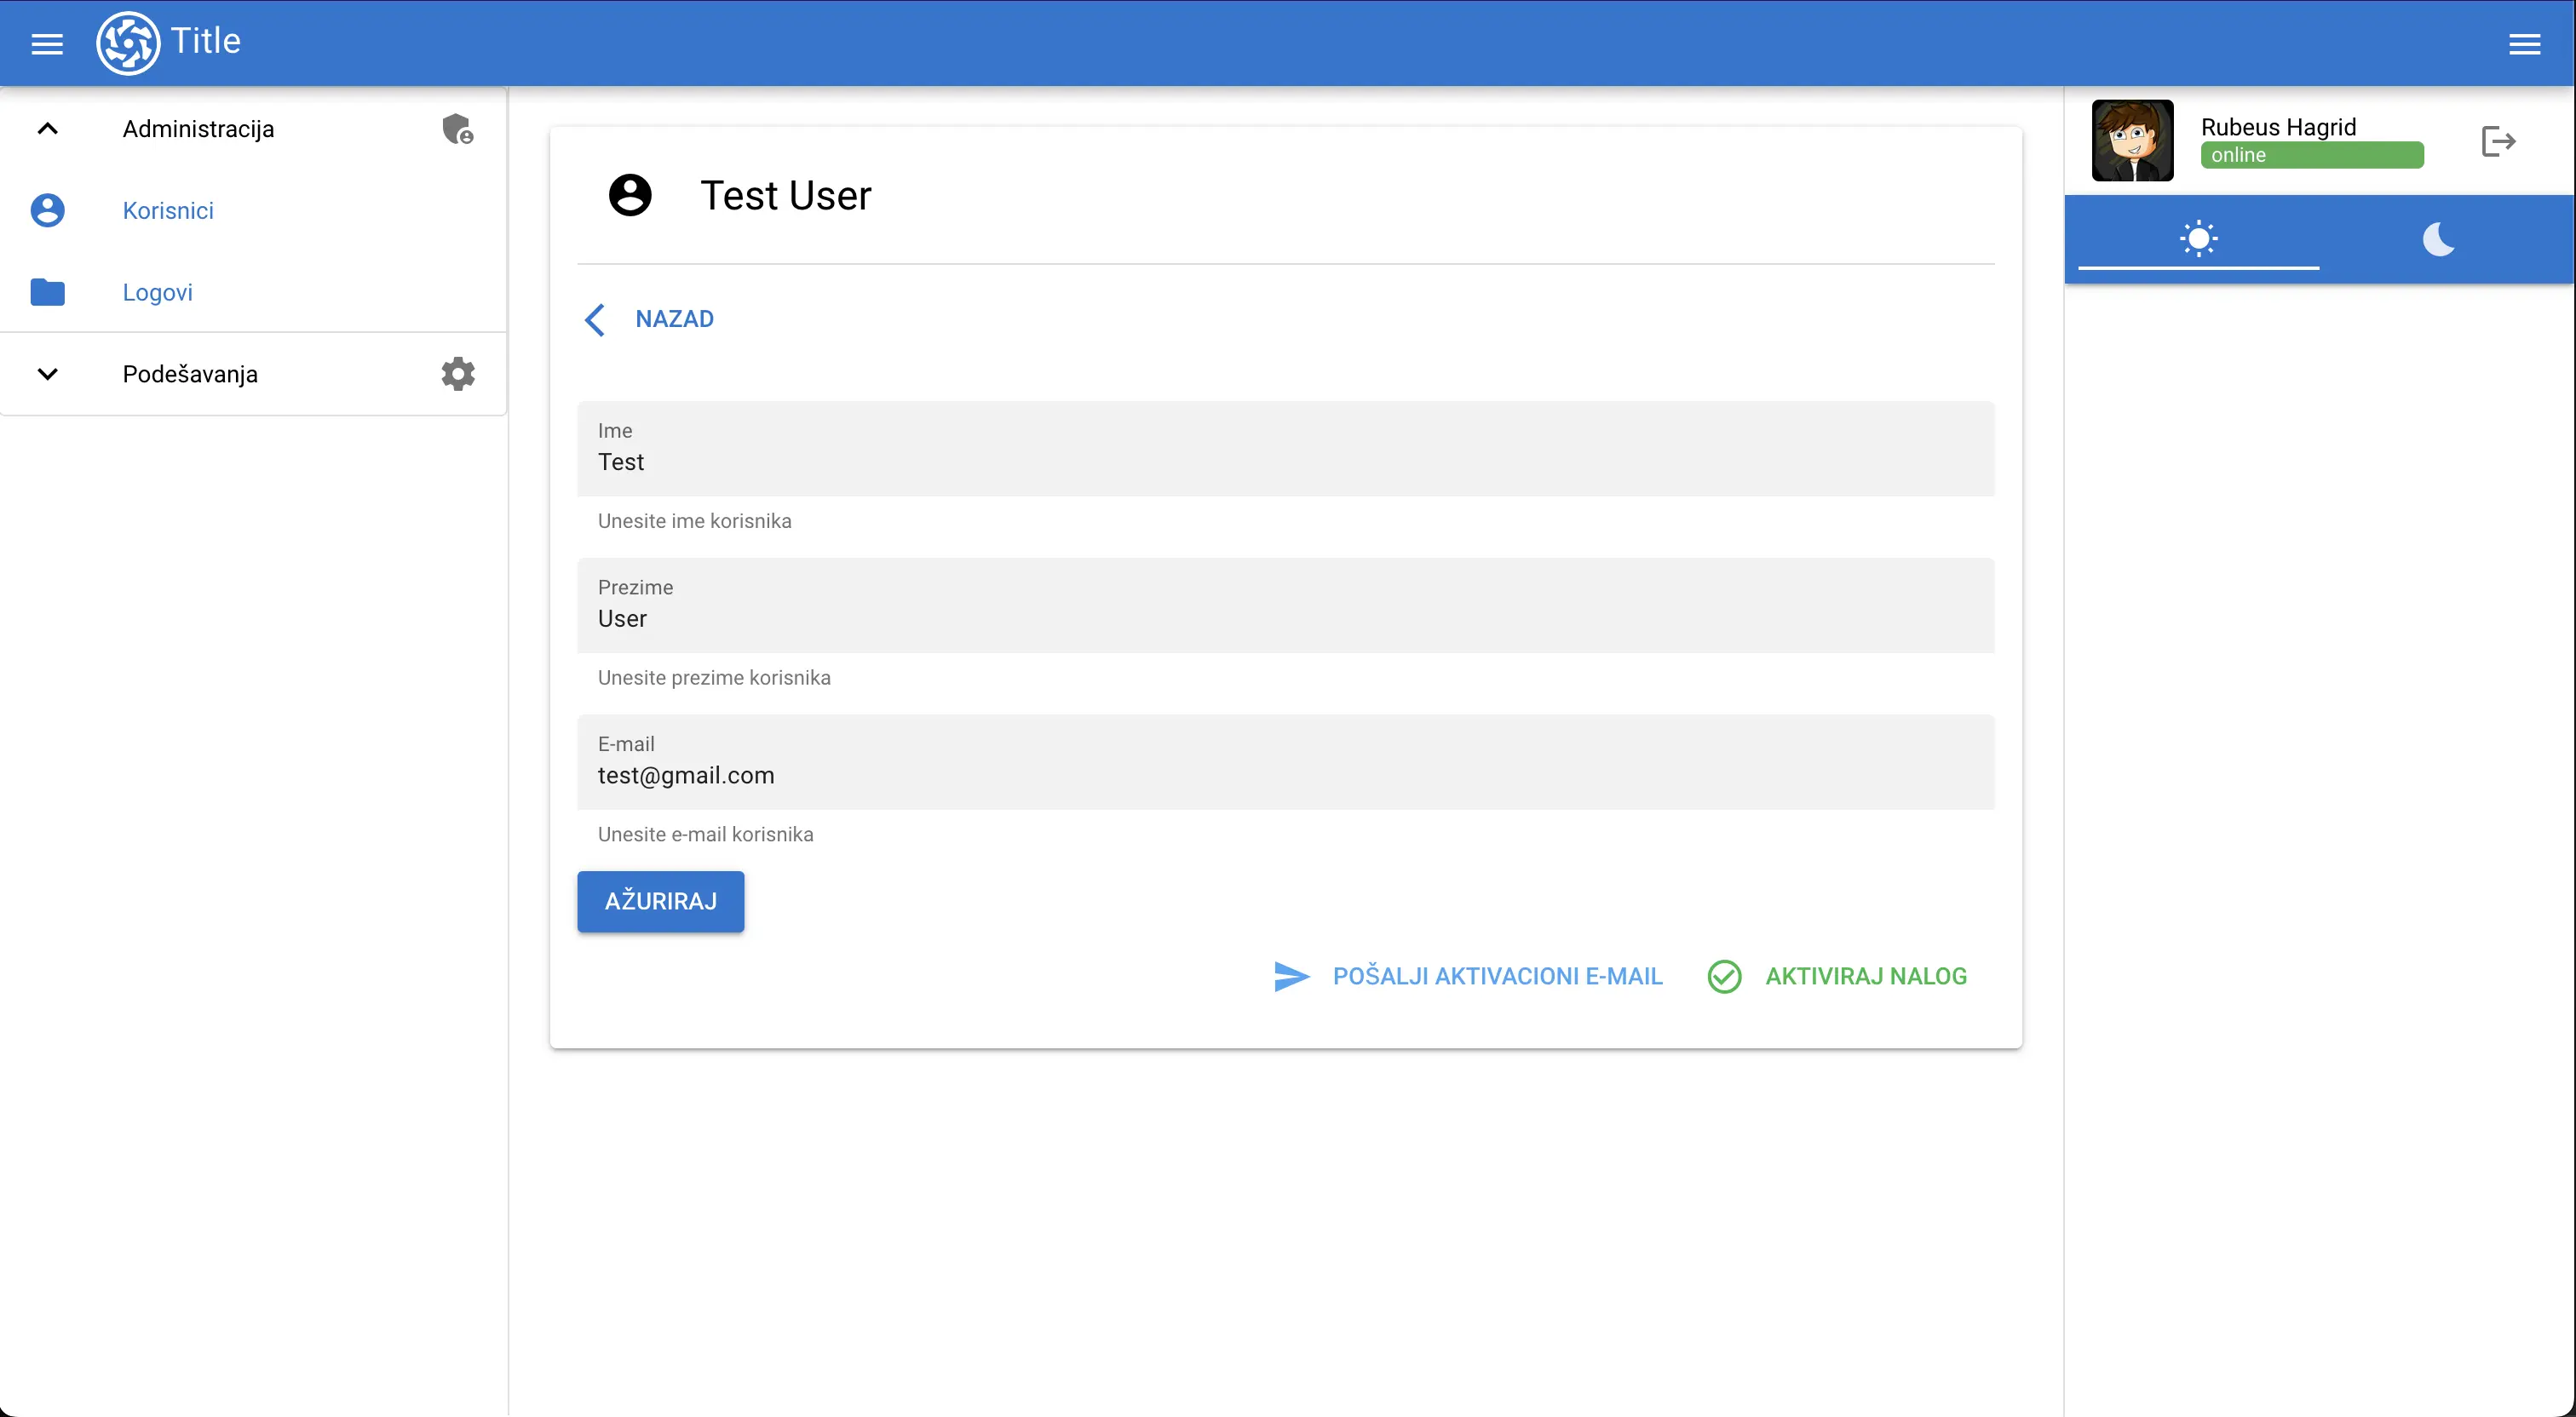 Title
Administracija
Korisnici
Logovi
Podešavanja
Test User
NAZAD
Ime
Test
Unesite ime korisnika
Prezime
User
Unesite prezime korisnika
E-mail
test@gmail.com
Unesite e-mail korisnika
AŽURIRAJ
POŠALJI AKTIVACIONI E-MAIL
AKTIVIRAJ NALOG
Rubeus Hagrid
online